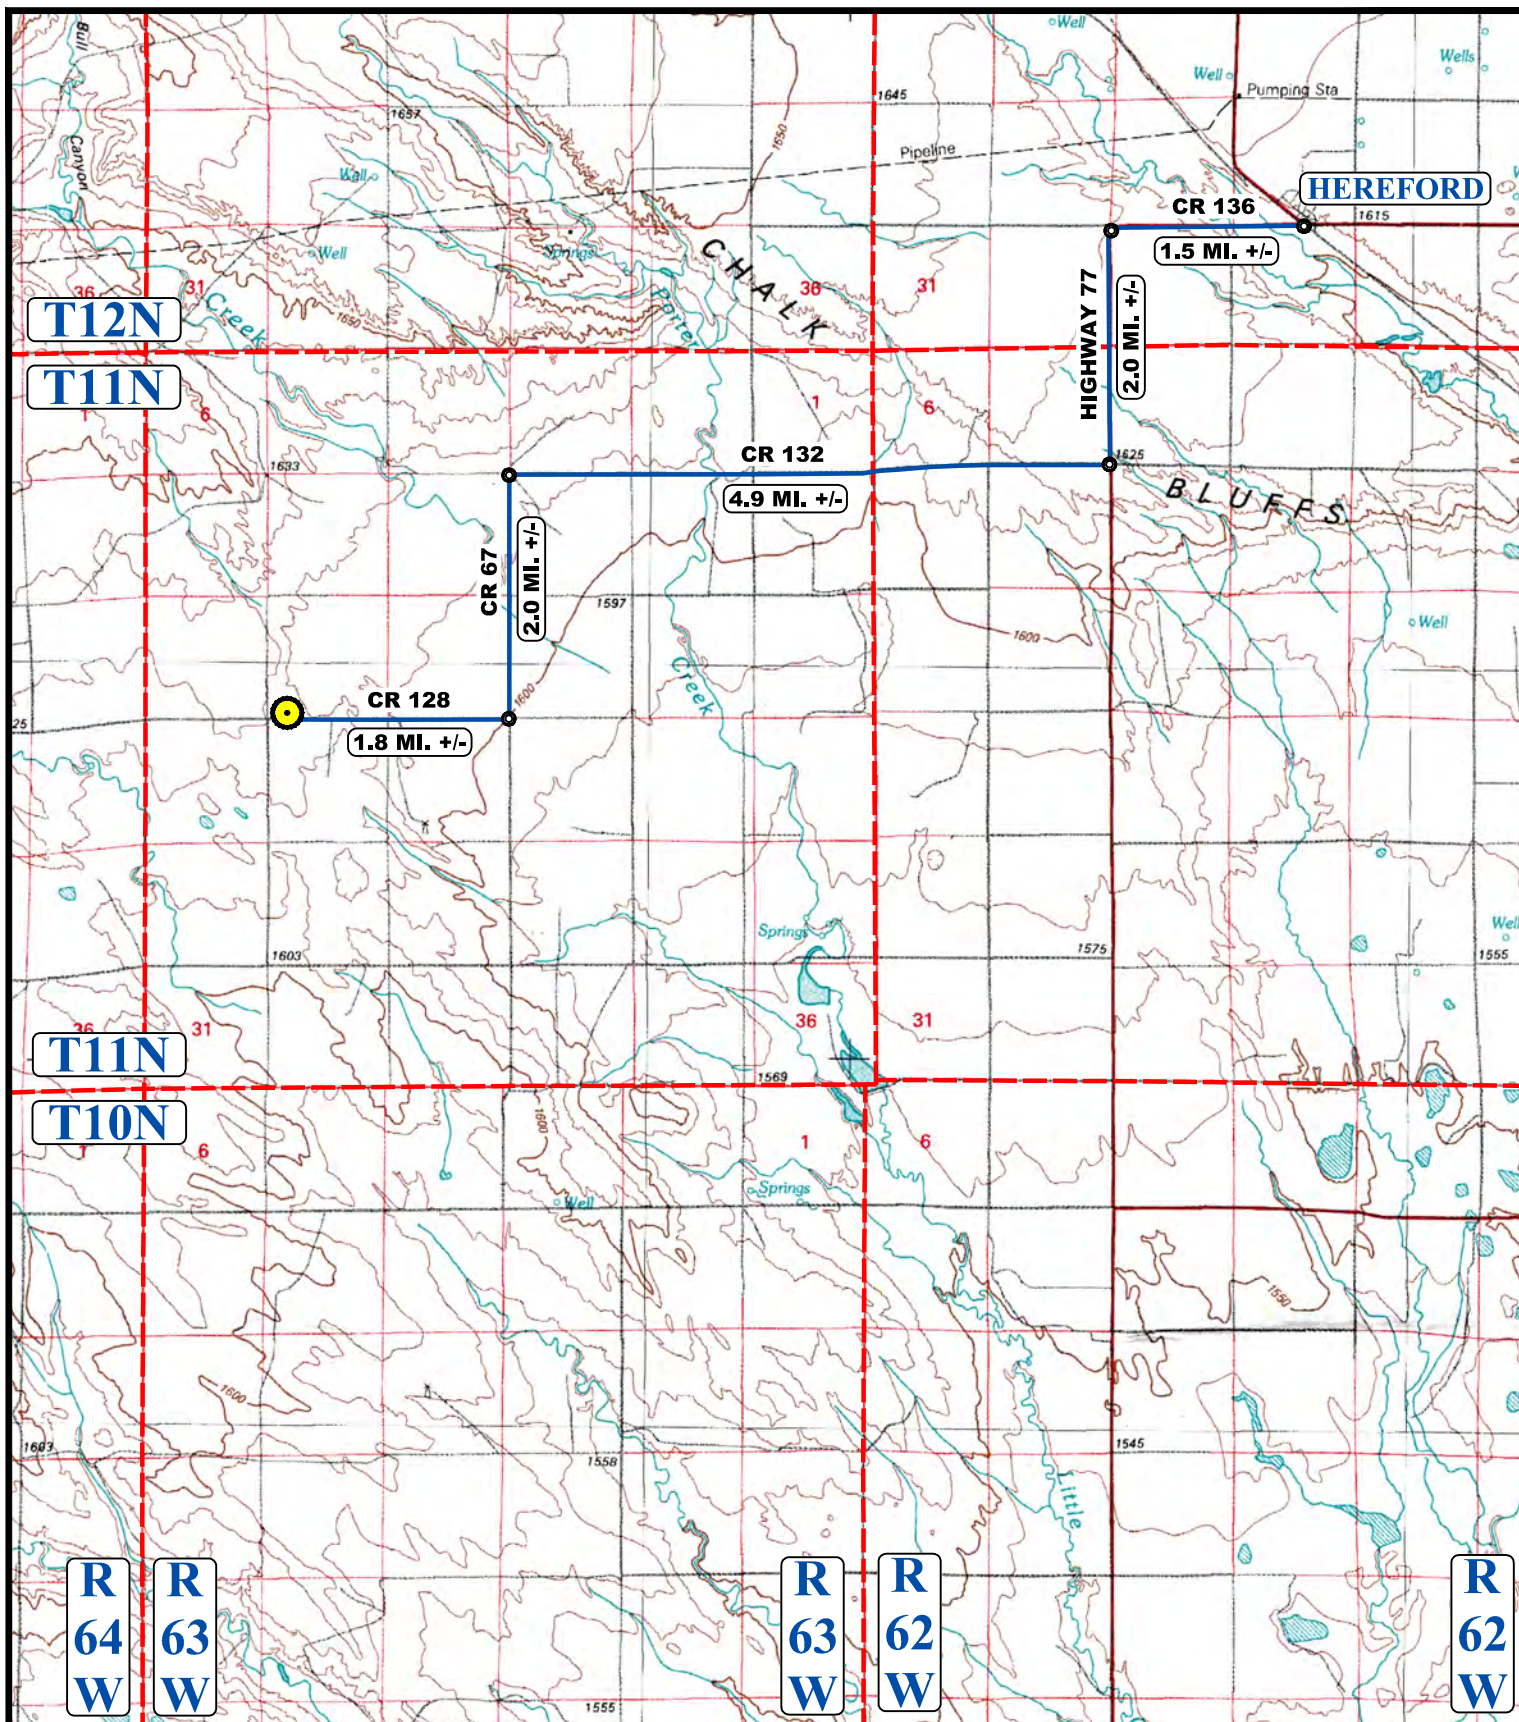 Well
Bull
Canyon
Wells
Well
Pumping Sta
1645
1657
1650
Pipeline
Well
HEREFORD
CR 136
1615
1.5 MI. +/-
Well
Springs
CHALK
36
31
Creek
Porter
36
31
HIGHWAY 77
2.0 MI. +/-
T12N
1650
T11N
1
6
1
6
CR 132
1625
1633
4.9 MI. +/-
BLUFFS
CR 67
2.0 MI. +/-
1597
1600
Well
Creek
CR 128
1600
25
1.8 MI. +/-
Springs
Well
1575
1603
1555
36
31
36
31
T11N
1569
T10N
1
6
1600
1
6
Springs
Well
1550
1600
1603
1558
1545
Little
R
64
W
R
63
W
R
63
W
R
62
W
R
62
W
1555